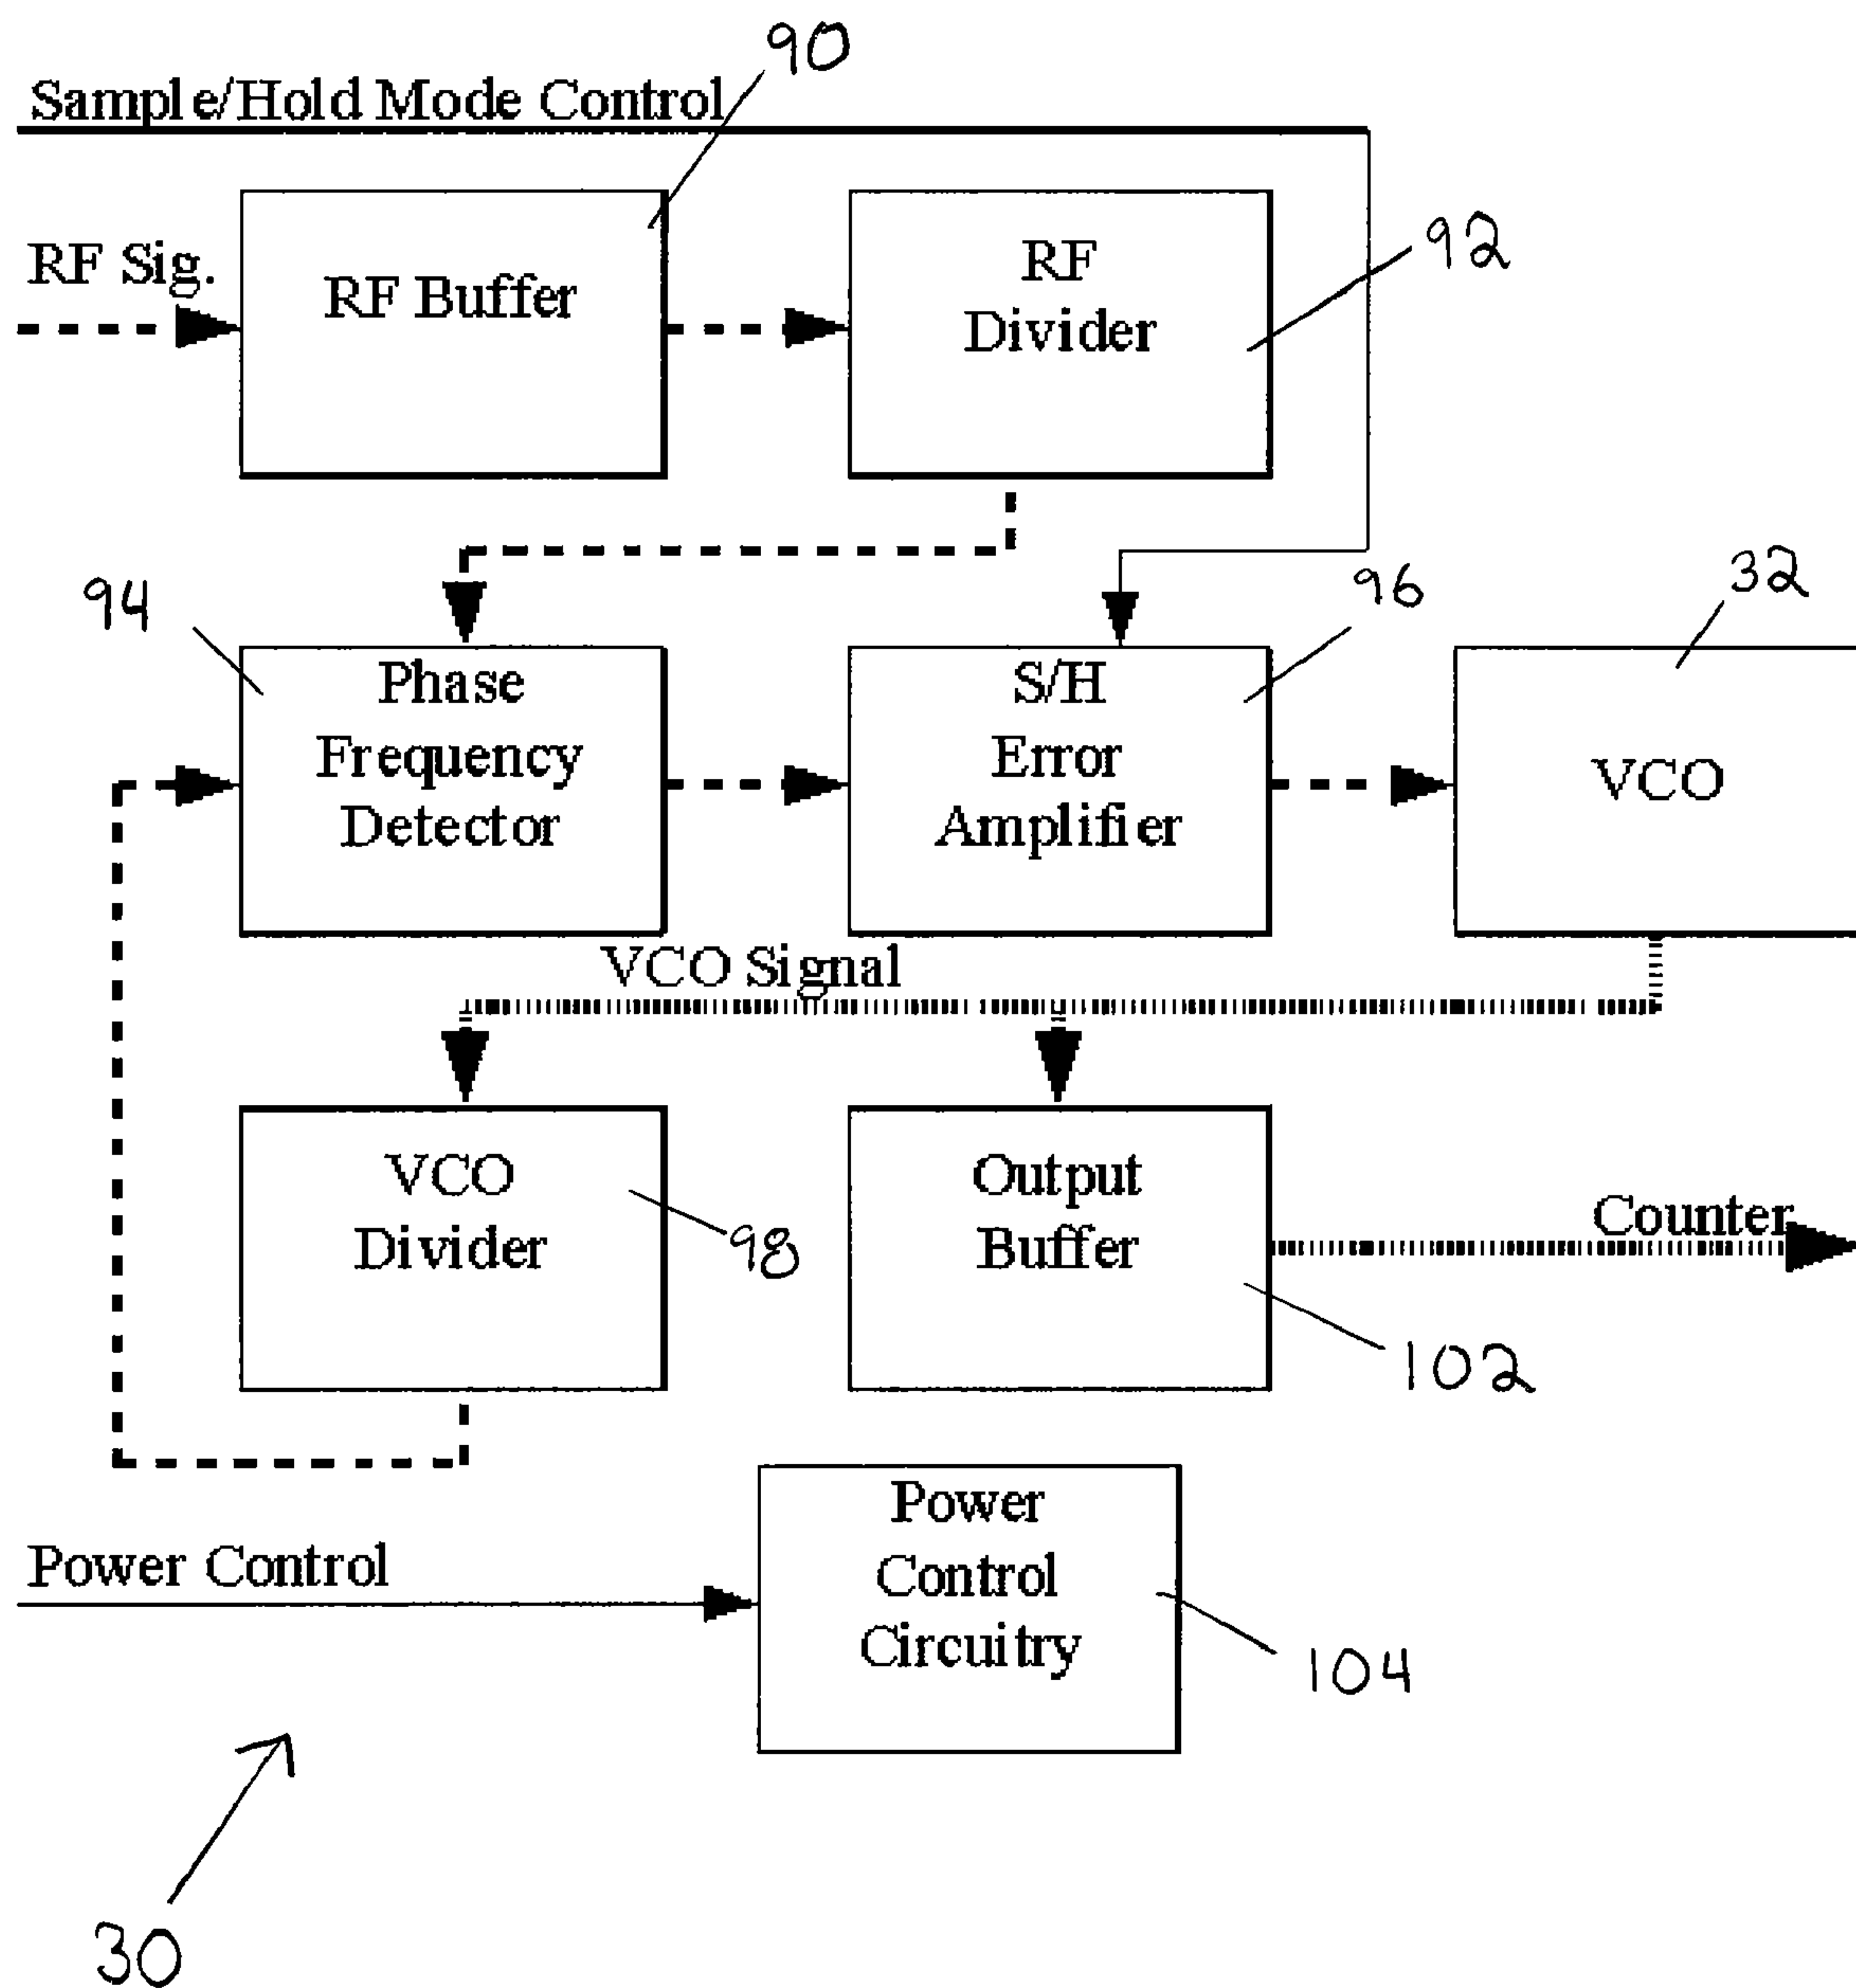 90
Sample/Hold Mode Control
RF Sig.
RF Buffer
RF
Divider
92
94
Phase
Frequency
Detector
S/H
Error
Amplifier
96
32
VCO
VCO Signal
VCO
Divider
98
Output
Buffer
Counter
102
Power Control
Power
Control
Circuitry
104
30